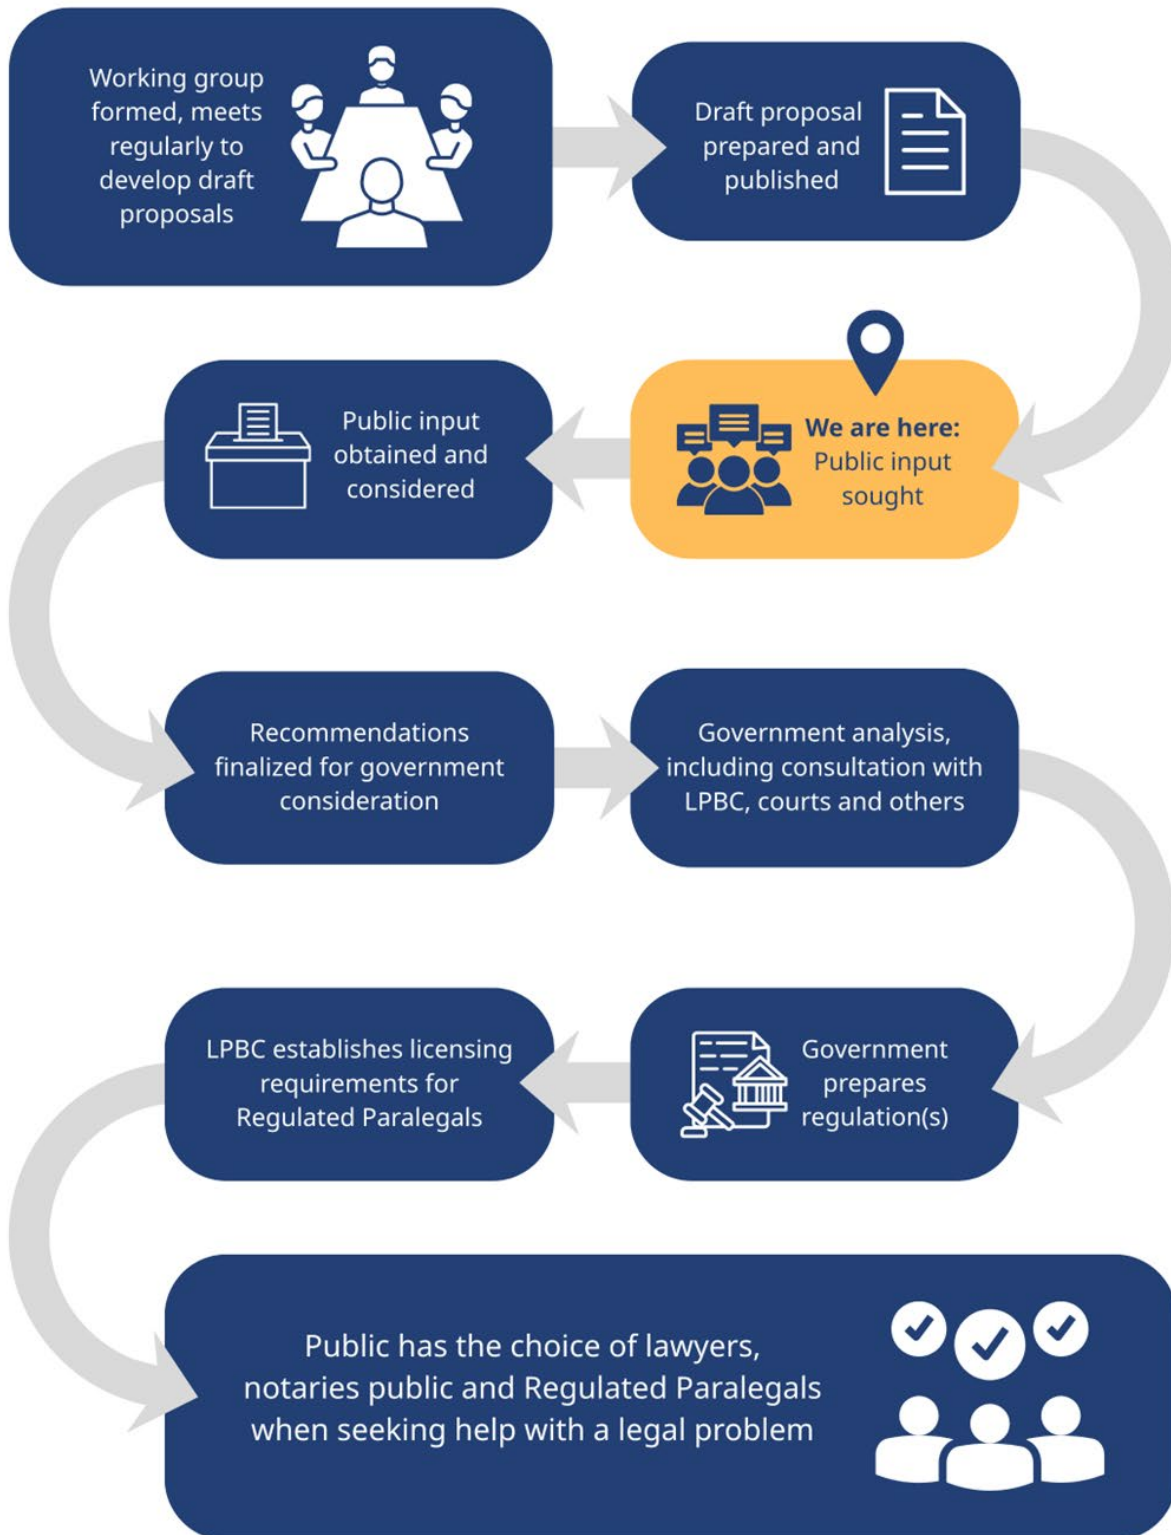 Working group
formed, meets
regularly to
develop draft
proposals
Draft proposal
prepared and
published
We are here:
Public input
sought
Public input
obtained and
considered
Recommendations
finalized for government
consideration
Government analysis,
including consultation with
LPBC, courts and others
Government
prepares
regulation(s)
LPBC establishes licensing
requirements for
Regulated Paralegals
Public has the choice of lawyers,
notaries public and Regulated Paralegals
when seeking help with a legal problem